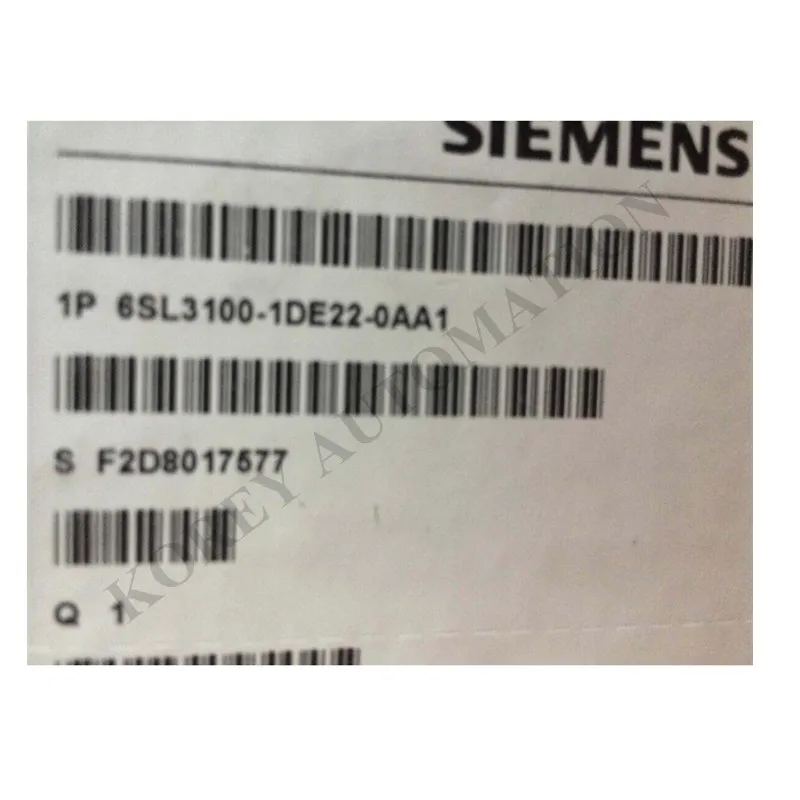 SIEMENS
1P 6SL3100-1DE22-0AA1
S F2D8017577
Q 1
KOREY AUTOMATION